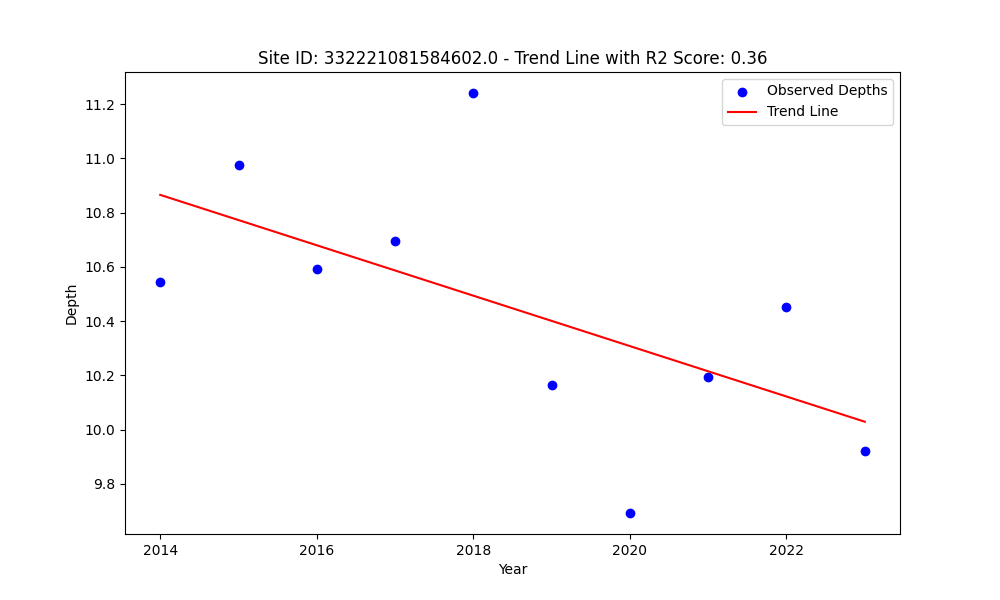 Site ID: 332221081584602.0 - Trend Line with R2 Score: 0.36
Observed Depths
Trend Line
11.2
11.0
10.8
10.6
10.4
10.2
10.0
9.8
Depth
2014
2016
2018
2020
2022
Year